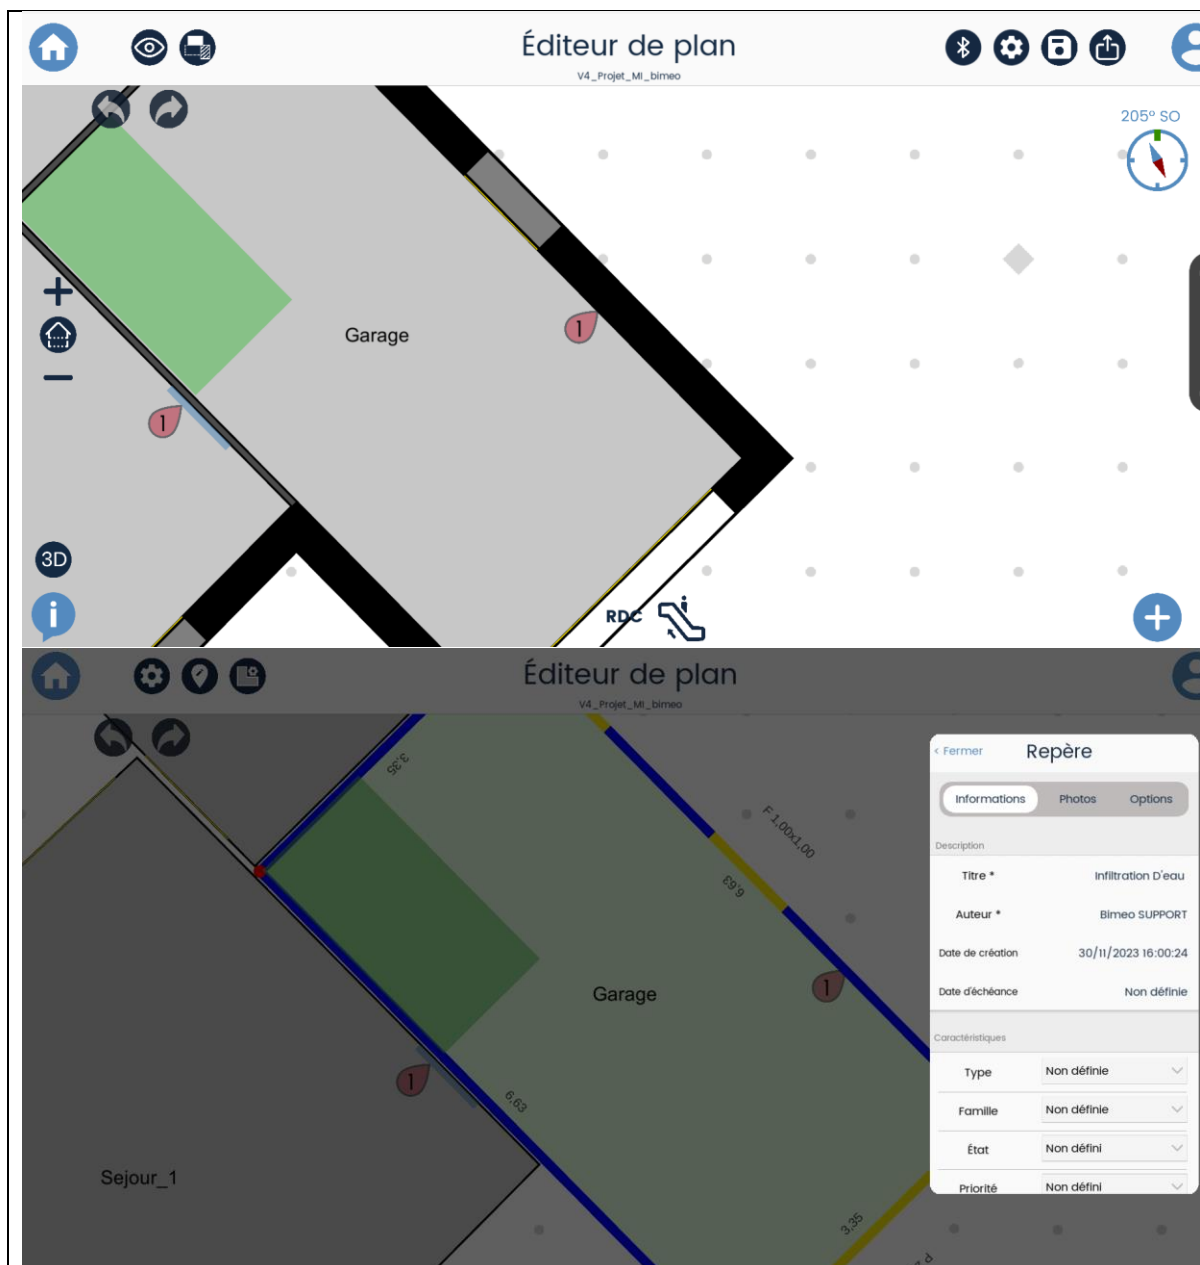 Éditeur de plan
V4_Projet_MI_bimeo
205° SO
Garage
1
1
3D
i
RDC
Éditeur de plan
V4_Projet_MI_bimeo
3,35
F 1,00x1,00
6,63
Garage
1
1
6,63
Sejour_1
3,35
< Fermer Repère
Informations Photos Options
Description
Titre * Infiltration D'eau
Auteur * Bimeo SUPPORT
Date de création 30/11/2023 16:00:24
Date d'échéance Non définie
Caractéristiques
Type Non définie
Famille Non définie
État Non défini
Priorité Non défini